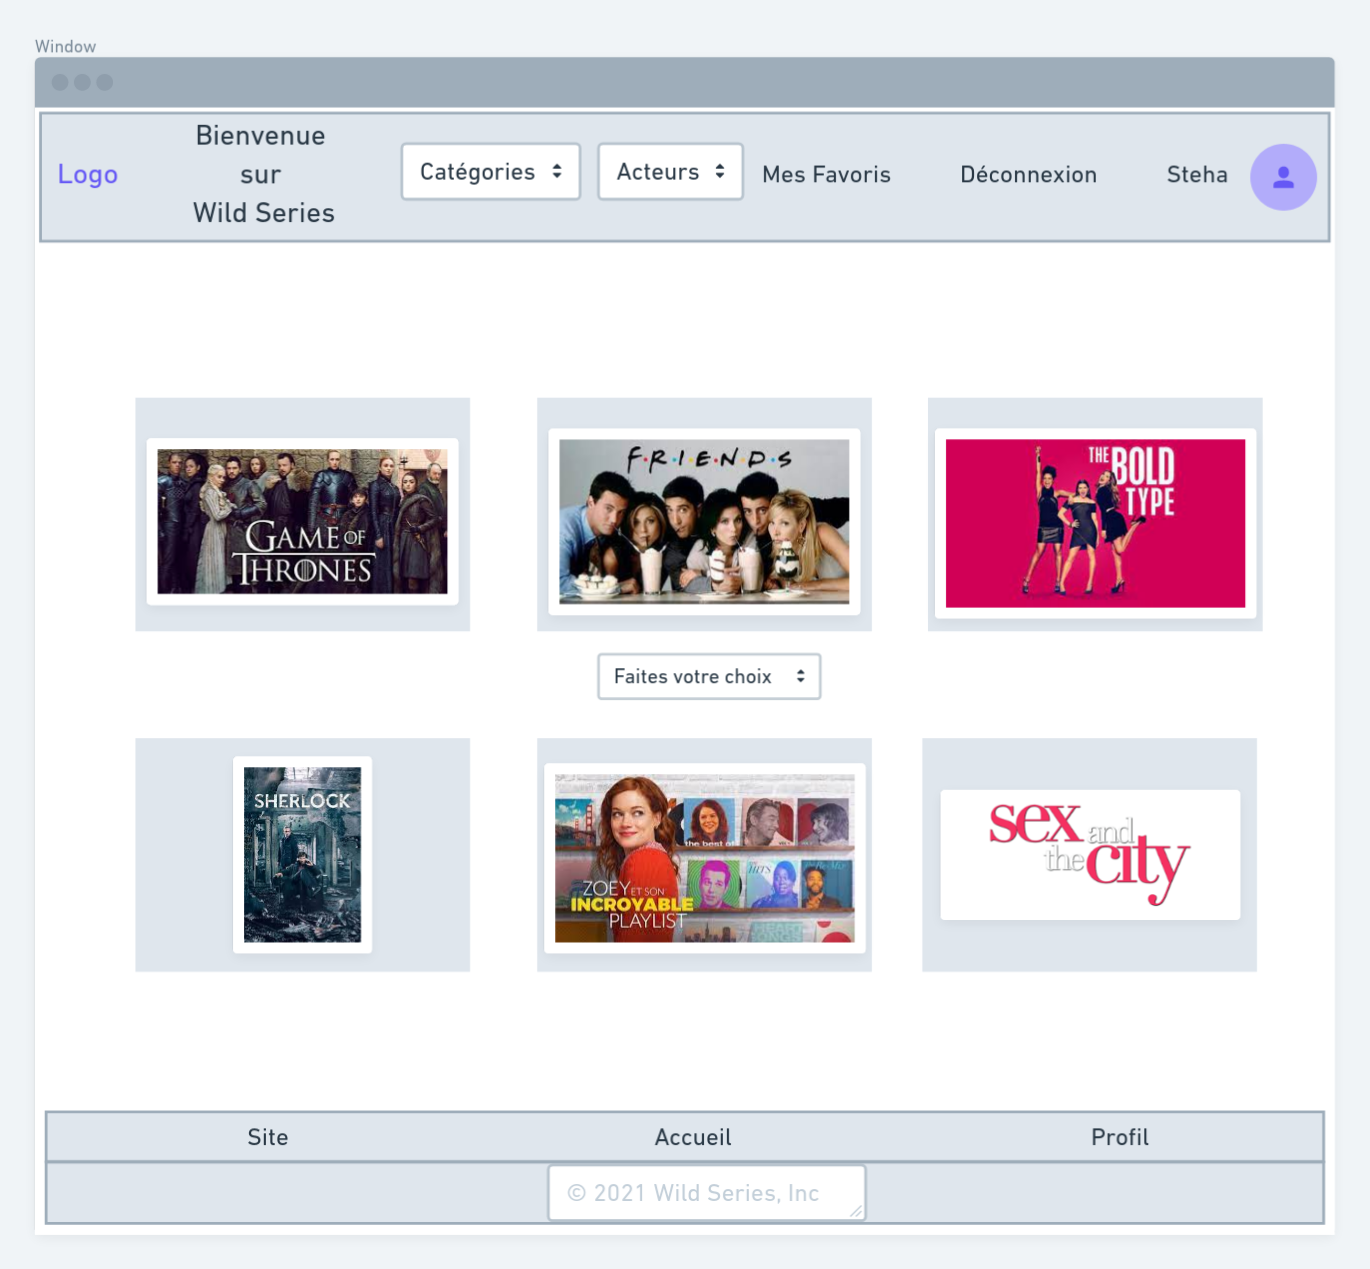 Window
Logo
Bienvenue
sur
Wild Series
Catégories
Acteurs
Mes Favoris
Déconnexion
Steha
GAME OF
THRONES
F·R·I·E·N·D·S
THE BOLD
TYPE
Faites votre choix
SHERLOCK
the best of
ZOEY ET SON
INCROYABLE
PLAYLIST
sex and
the city
Site
Accueil
Profil
© 2021 Wild Series, Inc